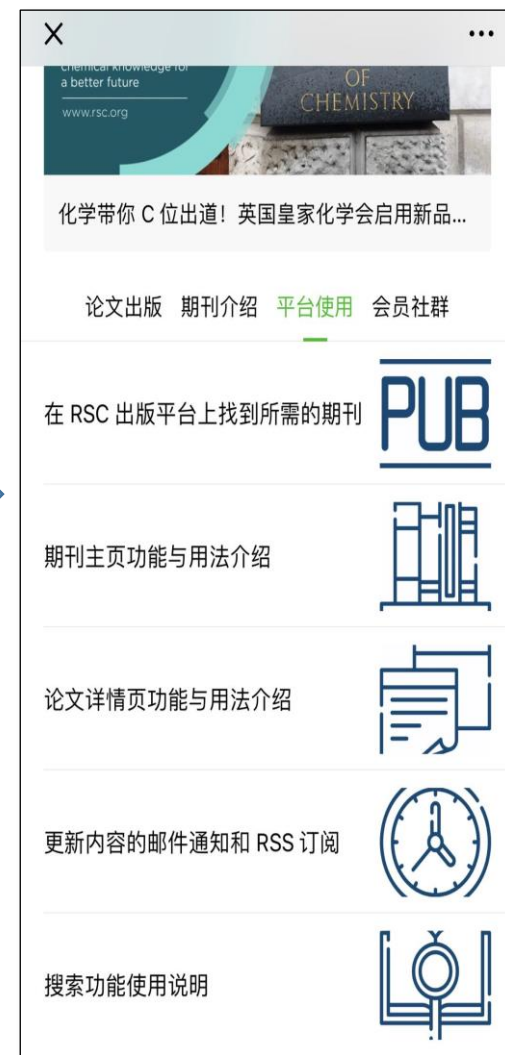 chemical knowledge for
a better future
www.rsc.org
OF
CHEMISTRY
化学带你 C 位出道！英国皇家化学会启用新品...
论文出版 期刊介绍 平台使用 会员社群
在 RSC 出版平台上找到所需的期刊
PUB
期刊主页功能与用法介绍
论文详情页功能与用法介绍
更新内容的邮件通知和 RSS 订阅
搜索功能使用说明